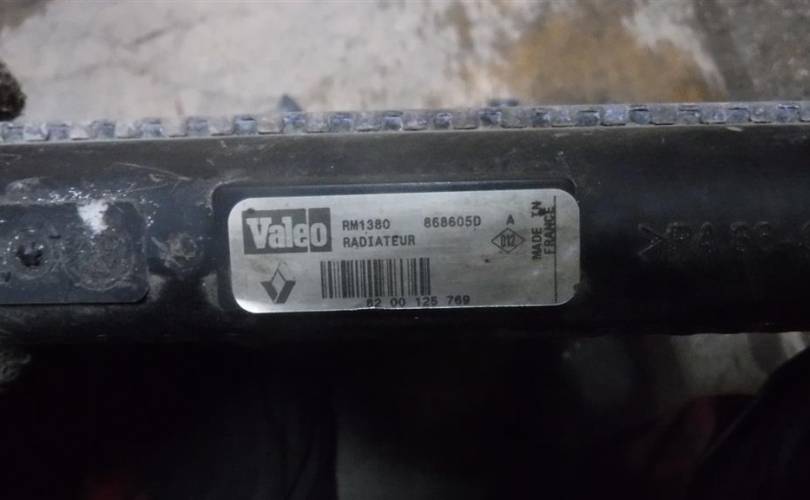 Valeo
RM1380 868605D A
RADIATEUR
012
MADE IN
FRANCE
82 00 125 769